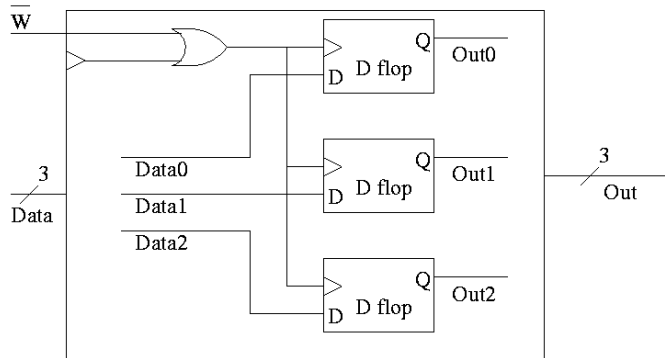 W
Q
Out0
D
D flop
3
Data
Data0
Data1
Data2
Q
Out1
D
D flop
3
Out
Q
Out2
D
D flop